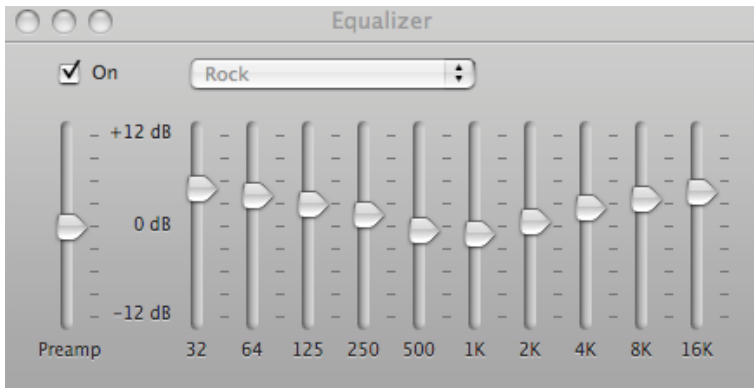 Equalizer
On Rock
+12 dB
0 dB
-12 dB
Preamp 32 64 125 250 500 1K 2K 4K 8K 16K